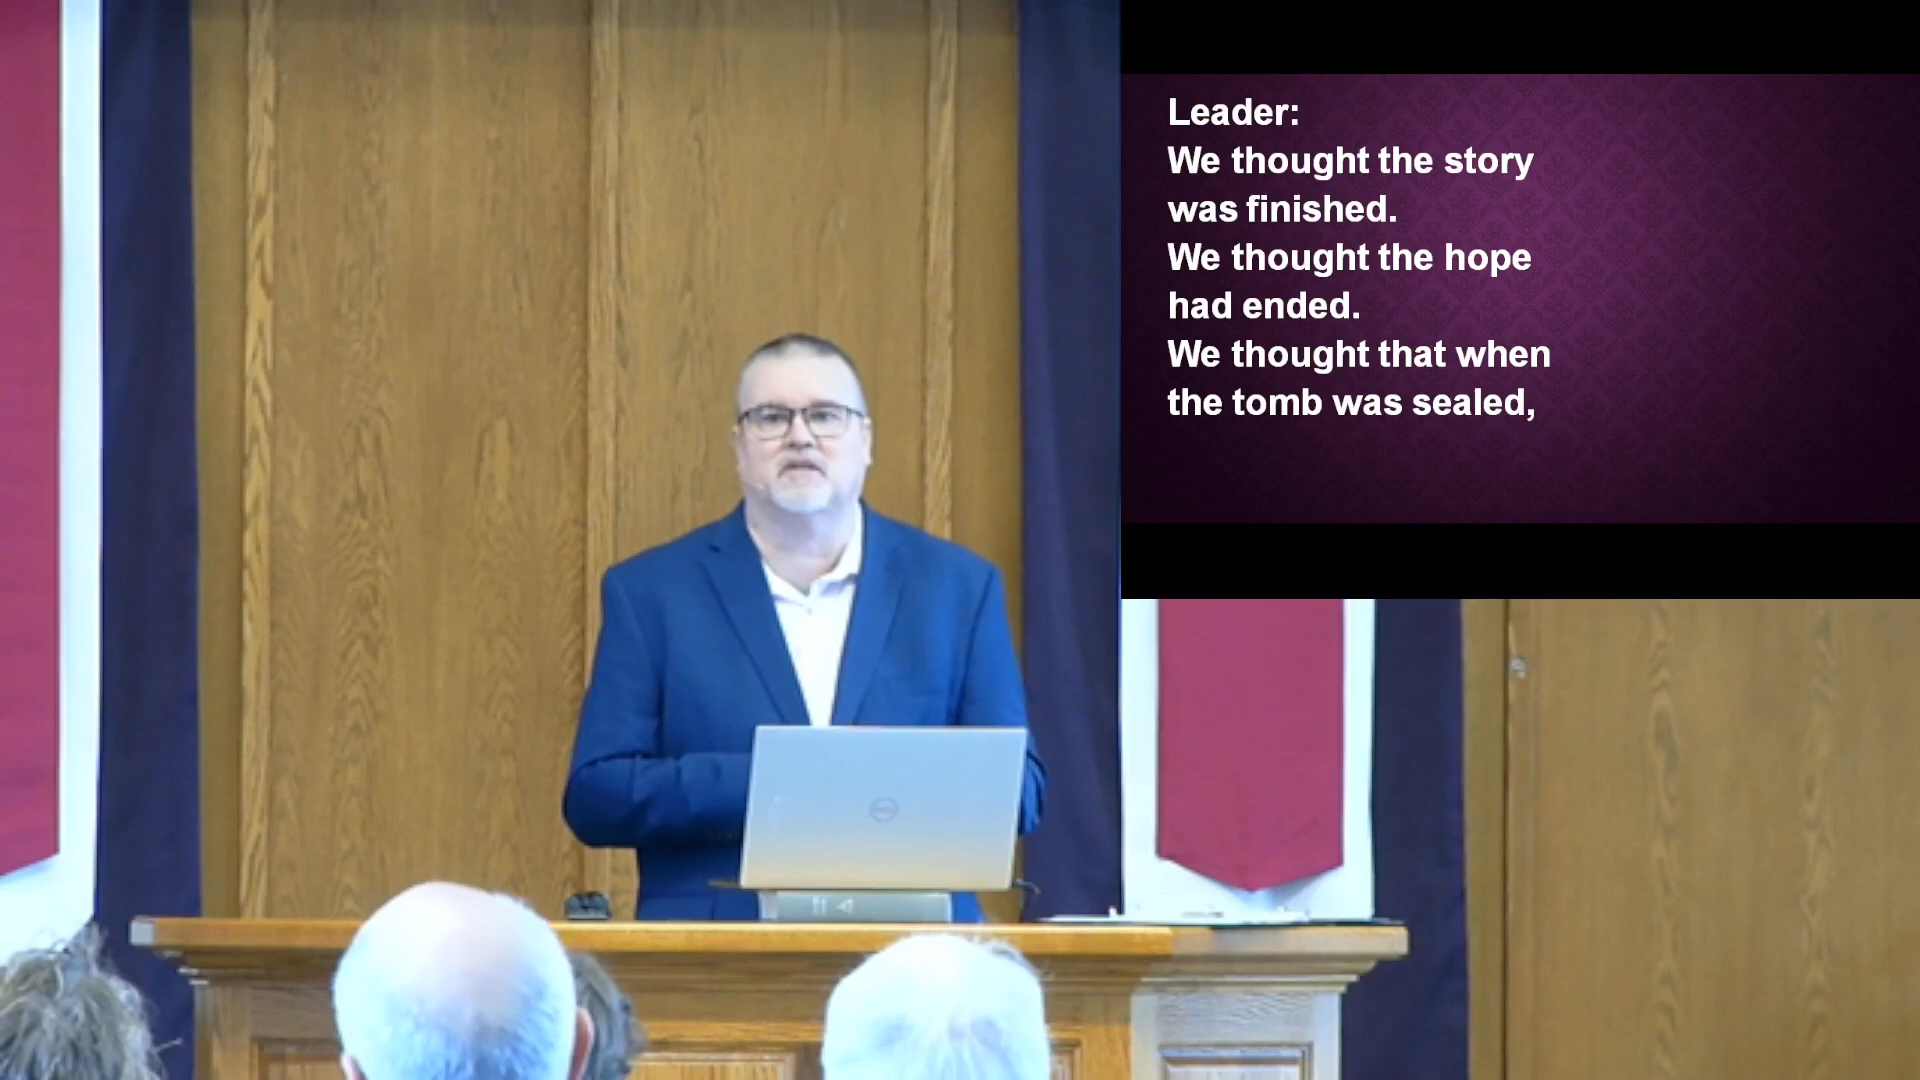 Leader:
We thought the story
was finished.
We thought the hope
had ended.
We thought that when
the tomb was sealed,